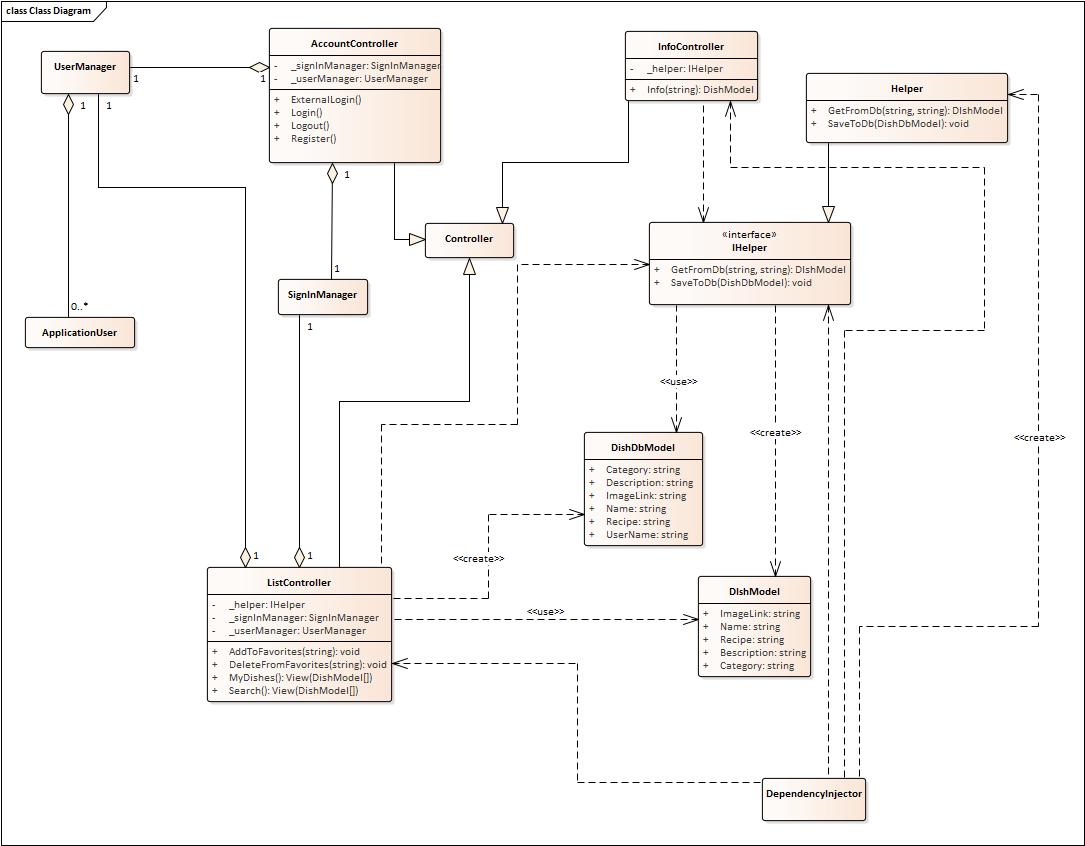 class Class Diagram
UserManager
1
1
1
1
AccountController
- _signInManager: SignInManager
- _userManager: UserManager
+ ExternalLogin()
+ Login()
+ Logout()
+ Register()
1
InfoController
- _helper: IHelper
+ Info(string): DishModel
Helper
+ GetFromDb(string, string): DIshModel
+ SaveToDb(DishDbModel): void
Controller
«interface»
IHelper
+ GetFromDb(string, string): DIshModel
+ SaveToDb(DishDbModel): void
1
SignInManager
1
0..*
ApplicationUser
<<use>>
<<create>>
<<create>>
DishDbModel
+ Category: string
+ Description: string
+ ImageLink: string
+ Name: string
+ Recipe: string
+ UserName: string
1
1
<<create>>
ListController
- _helper: IHelper
- _signInManager: SignInManager
- _userManager: UserManager
+ AddToFavorites(string): void
+ DeleteFromFavorites(string): void
+ MyDishes(): View(DishModel[])
+ Search(): View(DishModel[])
<<use>>
DIshModel
+ ImageLink: string
+ Name: string
+ Recipe: string
+ Bescription: string
+ Category: string
DependencyInjector